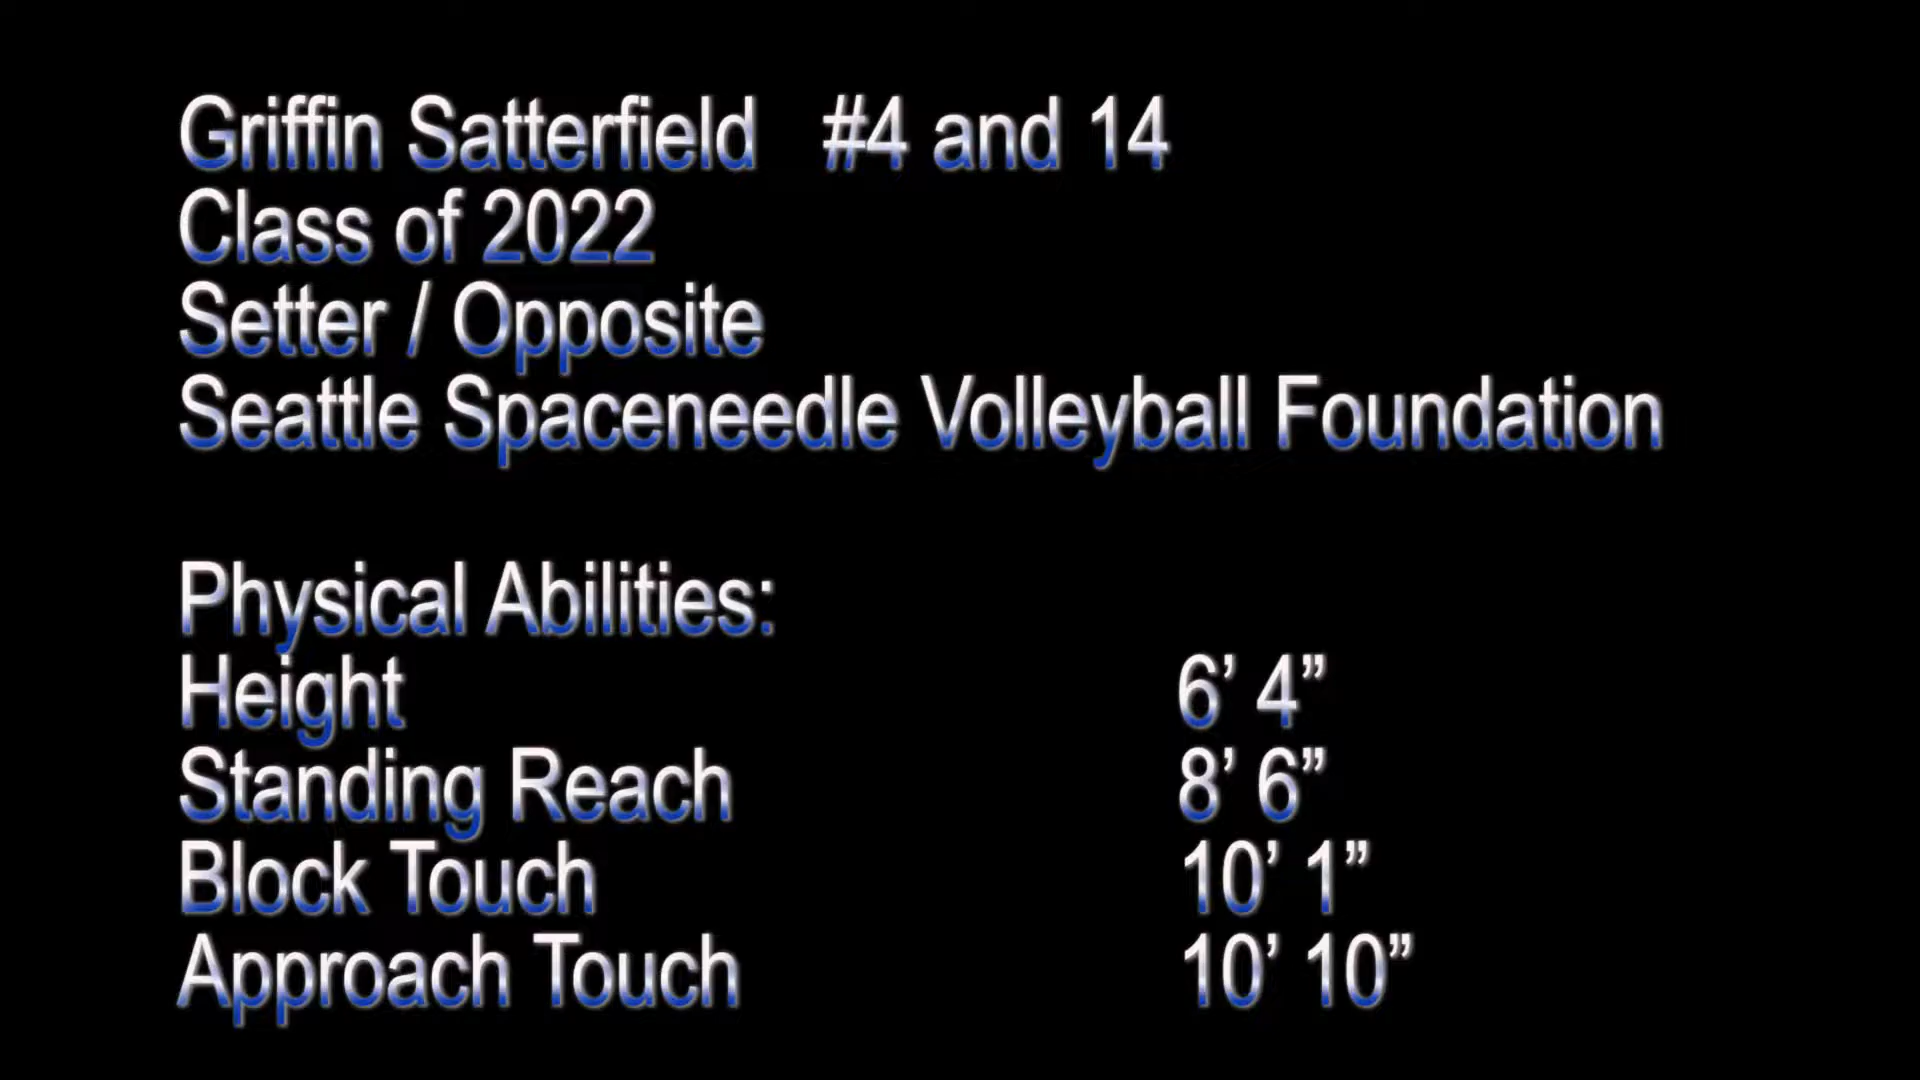 Griffin Satterfield #4 and 14
Class of 2022
Setter / Opposite
Seattle Spaceneedle Volleyball Foundation
Physical Abilities:
Height 6’ 4”
Standing Reach 8’ 6”
Block Touch 10’ 1”
Approach Touch 10’ 10”